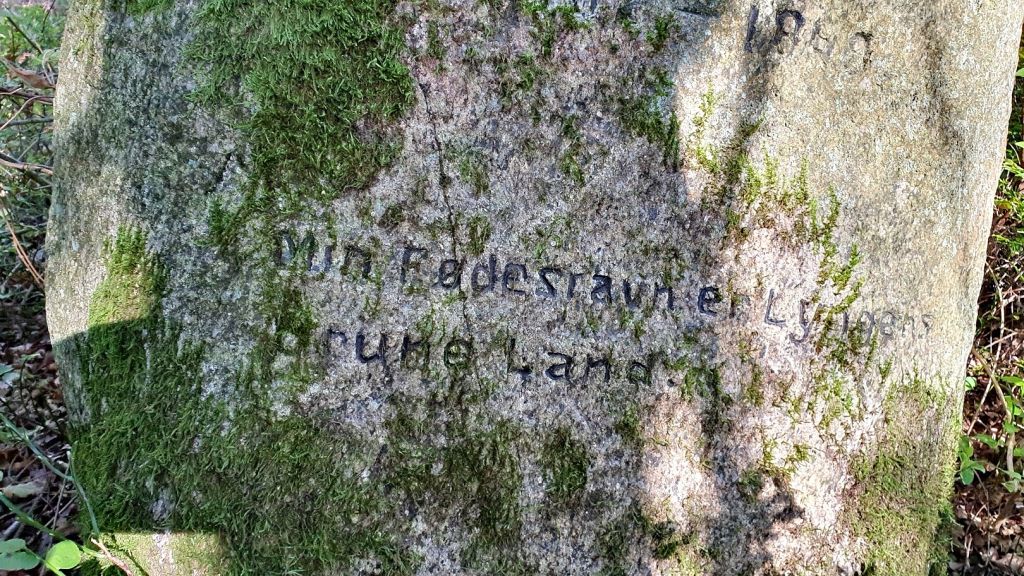 Min Fødestavn er Lyngens
brune Land.